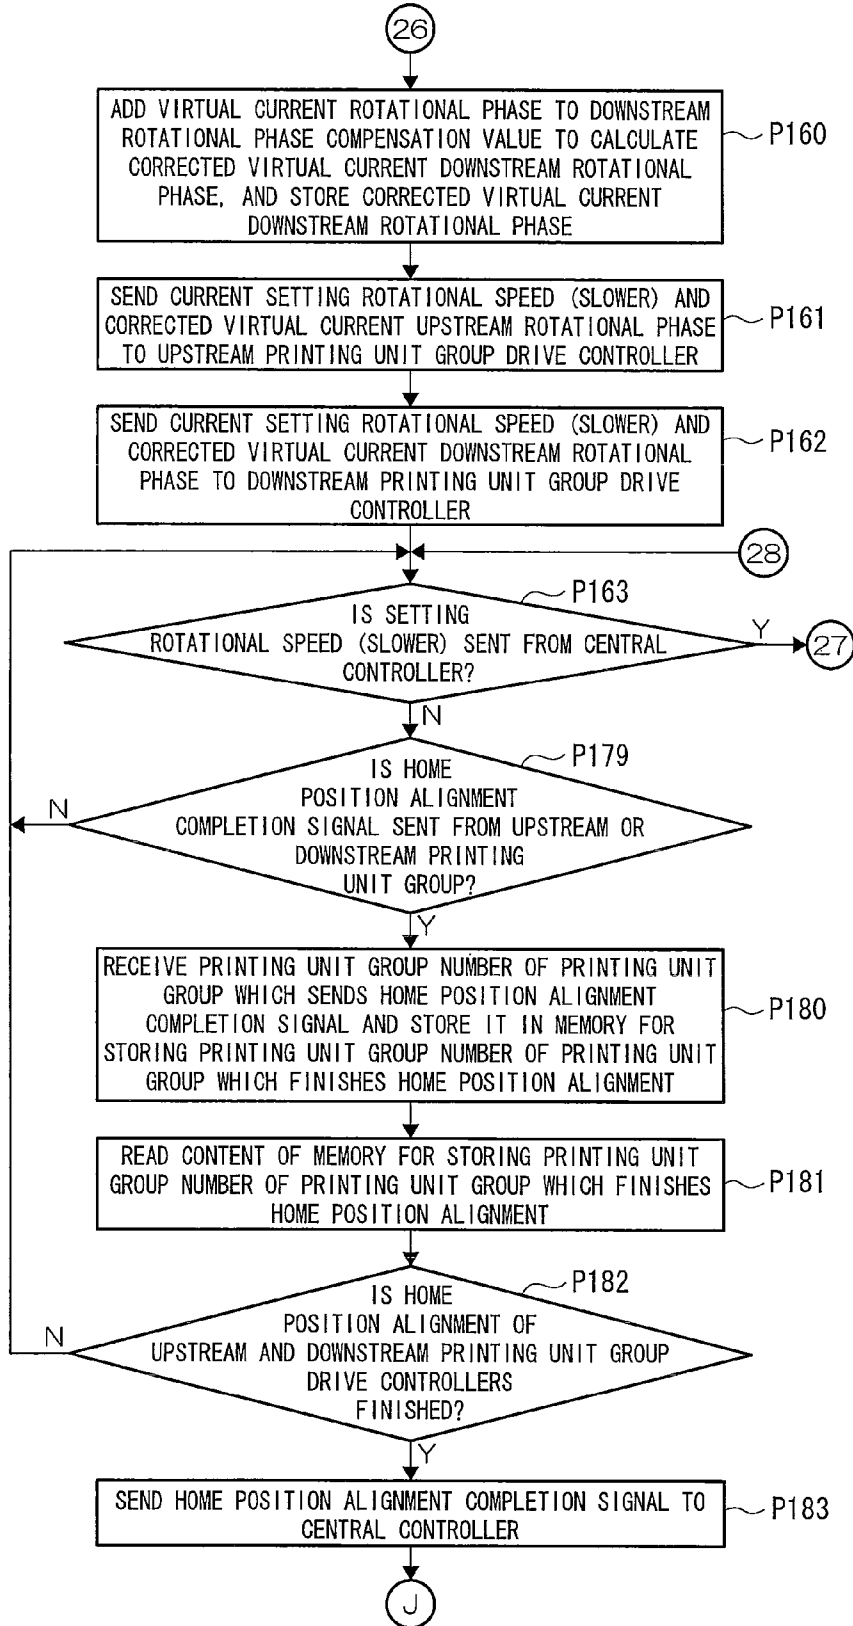 26
ADD VIRTUAL CURRENT ROTATIONAL PHASE TO DOWNSTREAM
ROTATIONAL PHASE COMPENSATION VALUE TO CALCULATE
CORRECTED VIRTUAL CURRENT DOWNSTREAM ROTATIONAL
PHASE, AND STORE CORRECTED VIRTUAL CURRENT
DOWNSTREAM ROTATIONAL PHASE
P160
SEND CURRENT SETTING ROTATIONAL SPEED (SLOWER) AND
CORRECTED VIRTUAL CURRENT UPSTREAM ROTATIONAL PHASE
TO UPSTREAM PRINTING UNIT GROUP DRIVE CONTROLLER
P161
SEND CURRENT SETTING ROTATIONAL SPEED (SLOWER) AND
CORRECTED VIRTUAL CURRENT DOWNSTREAM ROTATIONAL
PHASE TO DOWNSTREAM PRINTING UNIT GROUP DRIVE
CONTROLLER
P162
28
P163
IS SETTING
ROTATIONAL SPEED (SLOWER) SENT FROM CENTRAL
CONTROLLER?
Y
27
N
P179
IS HOME
POSITION ALIGNMENT
COMPLETION SIGNAL SENT FROM UPSTREAM OR
DOWNSTREAM PRINTING
UNIT GROUP?
N
Y
RECEIVE PRINTING UNIT GROUP NUMBER OF PRINTING UNIT
GROUP WHICH SENDS HOME POSITION ALIGNMENT
COMPLETION SIGNAL AND STORE IT IN MEMORY FOR
STORING PRINTING UNIT GROUP NUMBER OF PRINTING UNIT
GROUP WHICH FINISHES HOME POSITION ALIGNMENT
P180
READ CONTENT OF MEMORY FOR STORING PRINTING UNIT
GROUP NUMBER OF PRINTING UNIT GROUP WHICH FINISHES
HOME POSITION ALIGNMENT
P181
P182
IS HOME
POSITION ALIGNMENT OF
UPSTREAM AND DOWNSTREAM PRINTING UNIT GROUP
DRIVE CONTROLLERS
FINISHED?
N
Y
SEND HOME POSITION ALIGNMENT COMPLETION SIGNAL TO
CENTRAL CONTROLLER
P183
J